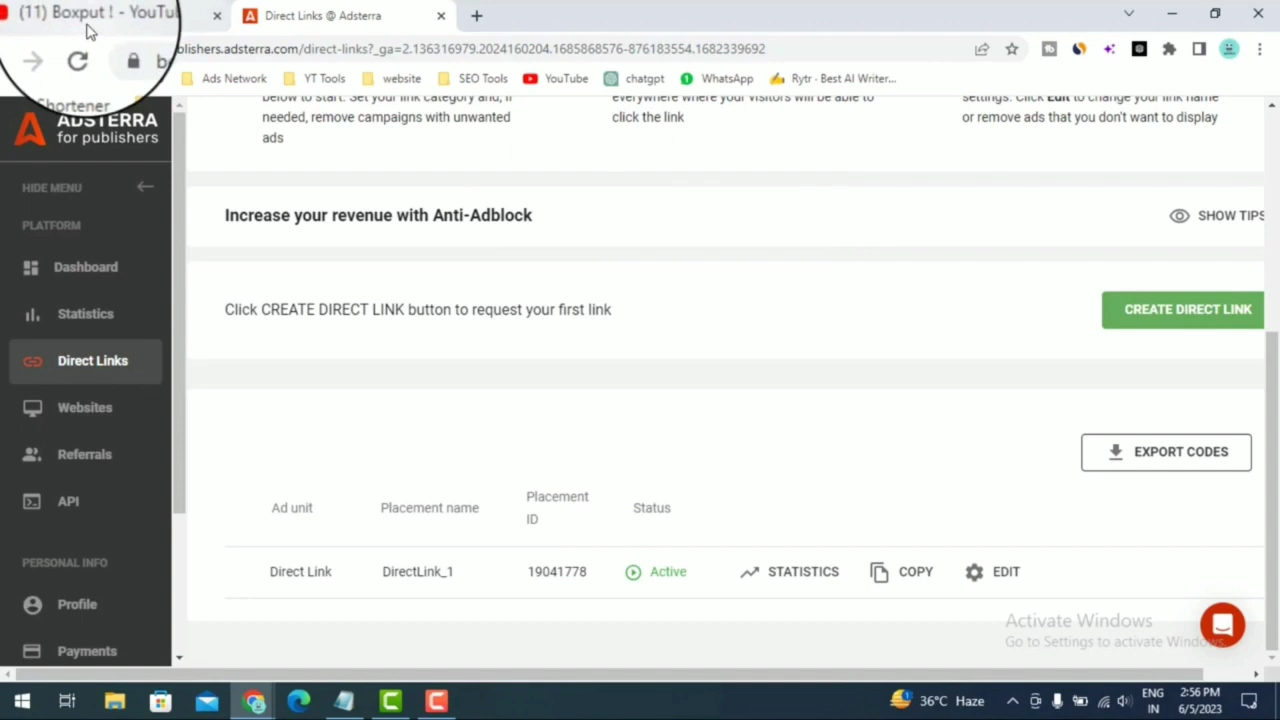 (11) Boxput ! - YouTul
Direct Links @ Adsterra
blishers.adsterra.com/direct-links?_ga=2.136316979.2024160204.1685868576-876183554.1682339692
Shortener
Ads Network
YT Tools
website
SEO Tools
YouTube
chatgpt
WhatsApp
Rytr - Best AI Writer...
ADSTERRA
for publishers
HIDE MENU
PLATFORM
Dashboard
Statistics
Direct Links
Websites
Referrals
API
PERSONAL INFO
Profile
Payments
below to start. Set your link category and, if
needed, remove campaigns with unwanted
ads
everywhere where your visitors will be able to
click the link
settings. Click Edit to change your link name
or remove ads that you don't want to display
Increase your revenue with Anti-Adblock
SHOW TIPS
Click CREATE DIRECT LINK button to request your first link
CREATE DIRECT LINK
EXPORT CODES
Ad unit
Placement name
Placement
ID
Status
Direct Link
DirectLink_1
19041778
Active
STATISTICS
COPY
EDIT
Activate Windows
Go to Settings to activate Windows.
36°C Haze
ENG
IN
2:56 PM
6/5/2023